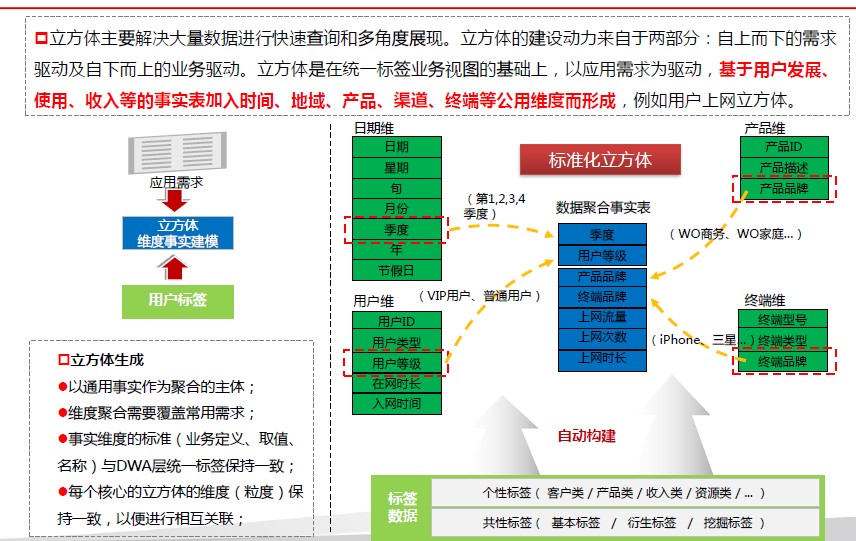 立方体主要解决大量数据进行快速查询和多角度展现。立方体的建设动力来自于两部分：自上而下的需求
驱动及自下而上的业务驱动。立方体是在统一标签业务视图的基础上，以应用需求为驱动，基于用户发展、
使用、收入等的事实表加入时间、地域、产品、渠道、终端等公用维度而形成，例如用户上网立方体。
应用需求
立方体
维度事实建模
用户标签
立方体生成
●以通用事实作为聚合的主体；
●维度聚合需要覆盖常用需求；
●事实维度的标准（业务定义、取值、
名称）与DWA层统一标签保持一致；
●每个核心的立方体的维度（粒度）保
持一致，以便进行相互关联；
日期维
日期
星期
旬
月份
季度
年
节假日
（第1,2,3,4
季度）
用户维
用户ID
用户类型
用户等级
在网时长
入网时间
（VIP用户、普通用户）
标准化立方体
数据聚合事实表
季度
用户等级
产品品牌
终端品牌
上网流量
上网次数
上网时长
产品维
产品ID
产品描述
产品品牌
（WO商务、WO家庭...）
终端维
终端型号
终端类型
终端品牌
（iPhone、三星...）
自动构建
标签
数据
个性标签（ 客户类 / 产品类 / 收入类 / 资源类 / ... ）
共性标签（ 基本标签 / 衍生标签 / 挖掘标签 ）